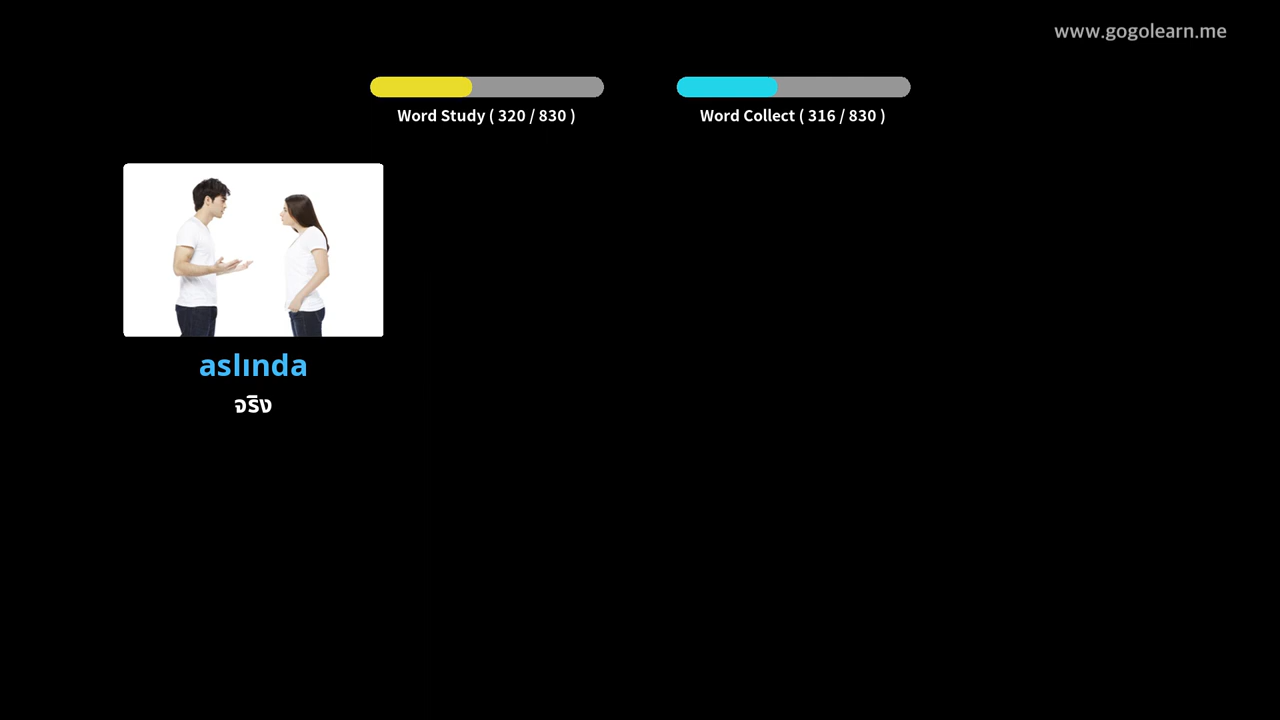 www.gogolearn.me
Word Study ( 320 / 830 )
Word Collect ( 316 / 830 )
aslında
จริง